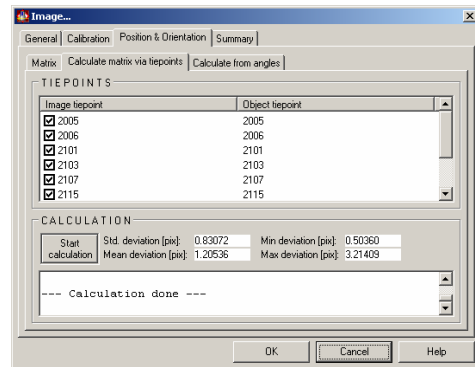 Image...
General Calibration Position & Orientation Summary
Matrix Calculate matrix via tiepoints Calculate from angles
TIEPOINTS
Image tiepoint Object tiepoint
2005 2005
2006 2006
2101 2101
2103 2103
2107 2107
2115 2115
CALCULATION
Start calculation
Std. deviation [pix]: 0.83072 Min deviation [pix]: 0.50360
Mean deviation [pix]: 1.20536 Max deviation [pix]: 3.21409
--- Calculation done ---
OK Cancel Help